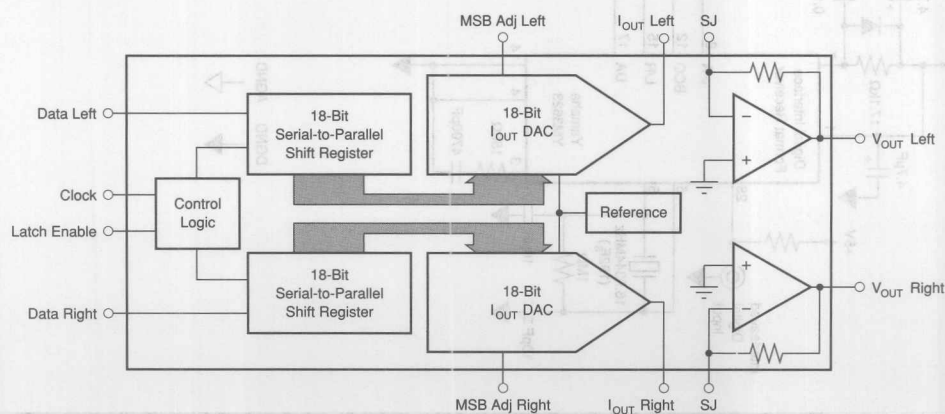 MSB Adj Left
I_OUT Left
SJ
Data Left
18-Bit
Serial-to-Parallel
Shift Register
18-Bit
I_OUT DAC
V_OUT Left
Clock
Latch Enable
Control
Logic
Reference
18-Bit
Serial-to-Parallel
Shift Register
18-Bit
I_OUT DAC
V_OUT Right
Data Right
MSB Adj Right
I_OUT Right
SJ